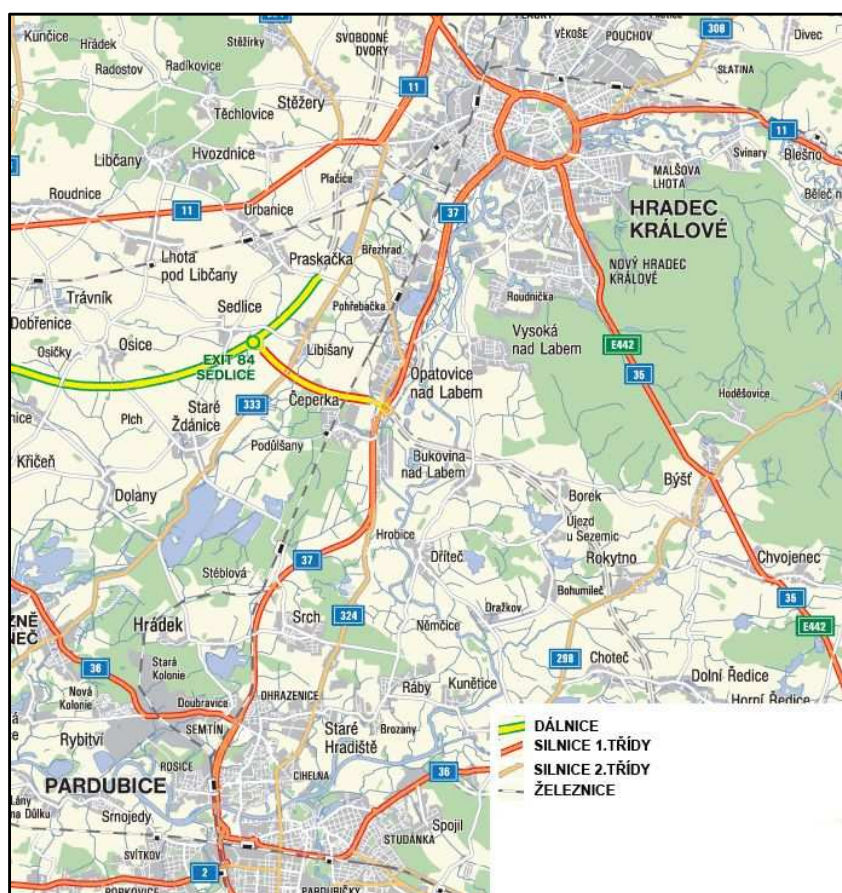 324
SVOBODNÉ
DVORY
VĚKOŠE
POUCHOV
308
Divec
Kunčice
Hrádek
Stěžírky
Radostov
Radíkovice
SLATINA
11
Stěžery
Těchlovice
11
Libčany
Hvozdnice
Svinary
Blešno
Plačice
MALŠOVA
LHOTA
Roudnice
11
Urbanice
37
HRADEC
KRÁLOVÉ
Lhota
pod Libčany
Praskačka
Březhrad
NOVÝ HRADEC
KRÁLOVÉ
Trávník
Sedlice
Pohřebačka
Roudnička
Dobřenice
Osičky
Osice
EXIT 84
SEDLICE
Libišany
Vysoká
nad Labem
E442
Opatovice
nad Labem
35
Čeperka
Hoděšovice
333
Plch
Staré
Ždánice
Podůlšany
Bukovina
nad Labem
Křičeň
Dolany
Borek
Býšť
Újezd
u Sezemic
Hrobice
Dříteč
Rokytno
Chvojenec
37
Stéblová
Bohumileč
35
Dražkov
E442
Hrádek
Srch
324
Němčice
36
Stará
Kolonie
298
Choteč
Nová
Kolonie
Dolní Ředice
Doubravice
OHRAZENICE
Ráby
Kunětice
Horní Ředice
SEMTÍN
Rybitví
Staré
Hradiště
Brozany
DÁLNICE
SILNICE 1.TŘÍDY
ROSICE
CIHELNA
36
SILNICE 2.TŘÍDY
PARDUBICE
ŽELEZNICE
Srnojedy
Spojil
STUDÁNKA
SVÍTKOV
2
PARDUBIČKY